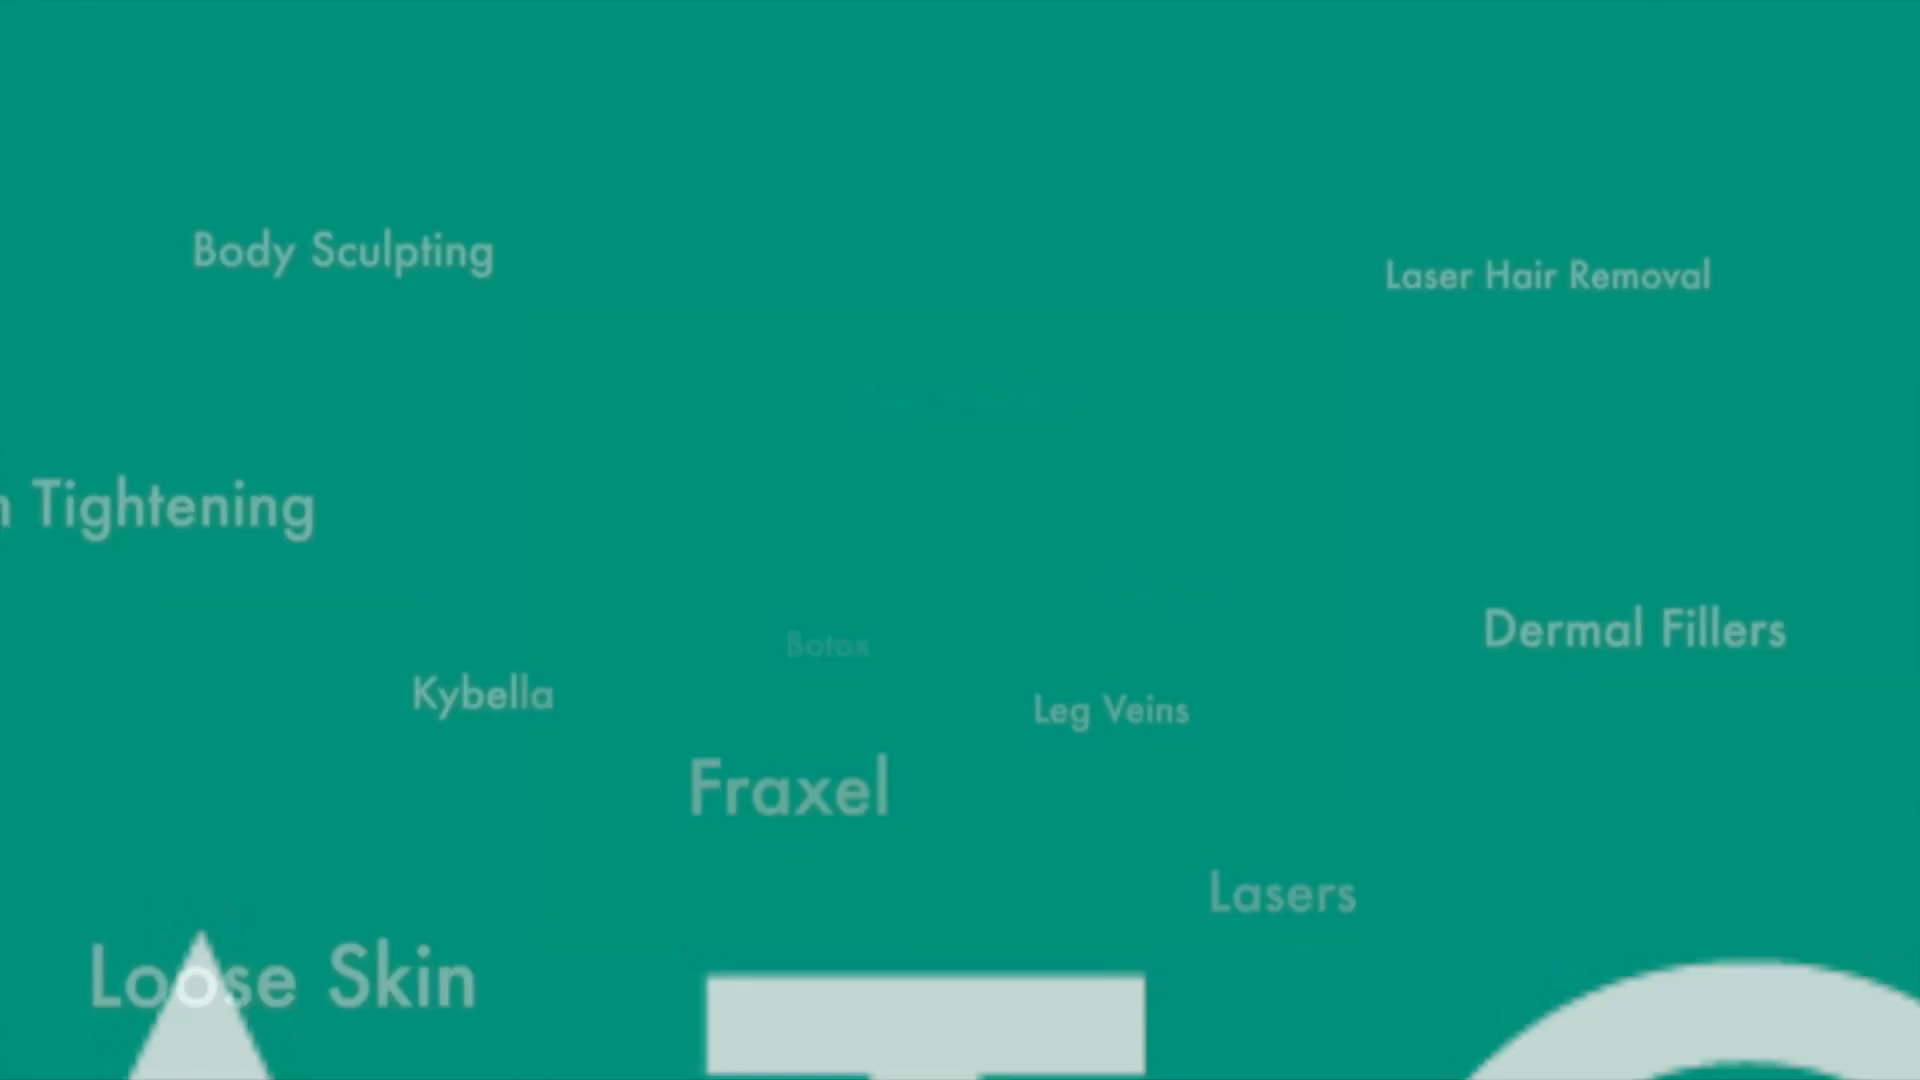 Body Sculpting
Laser Hair Removal
Tightening
Dermal Fillers
Botox
Kybella
Leg Veins
Fraxel
Lasers
Loose Skin